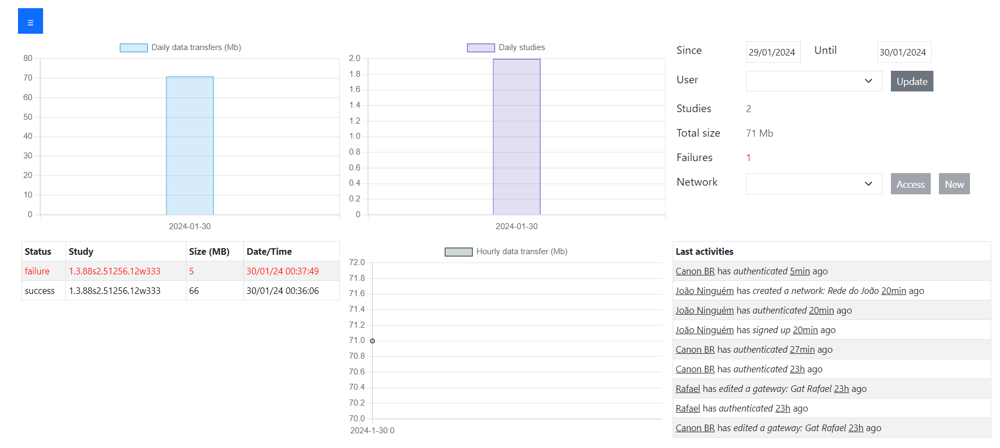 ☰
Daily data transfers (Mb)
80
70
60
50
40
30
20
10
0
2024-01-30
Daily studies
2.0
1.8
1.6
1.4
1.2
1.0
0.8
0.6
0.4
0.2
0
2024-01-30
Since 29/01/2024 Until 30/01/2024
User Update
Studies 2
Total size 71 Mb
Failures 1
Network Access New
Status Study Size (MB) Date/Time
failure 1.3.88s2.51256.12w333 5 30/01/24 00:37:49
success 1.3.88s2.51256.12w333 66 30/01/24 00:36:06
Hourly data transfer (Mb)
72.0
71.8
71.6
71.4
71.2
71.0
70.8
70.6
70.4
70.2
70.0
2024-1-30:0
Last activities
Canon BR has authenticated 5min ago
João Ninguém has created a network: Rede do João 20min ago
João Ninguém has authenticated 20min ago
João Ninguém has signed up 20min ago
Canon BR has authenticated 27min ago
Canon BR has authenticated 23h ago
Rafael has edited a gateway: Gat Rafael 23h ago
Rafael has authenticated 23h ago
Canon BR has edited a gateway: Gat Rafael 23h ago